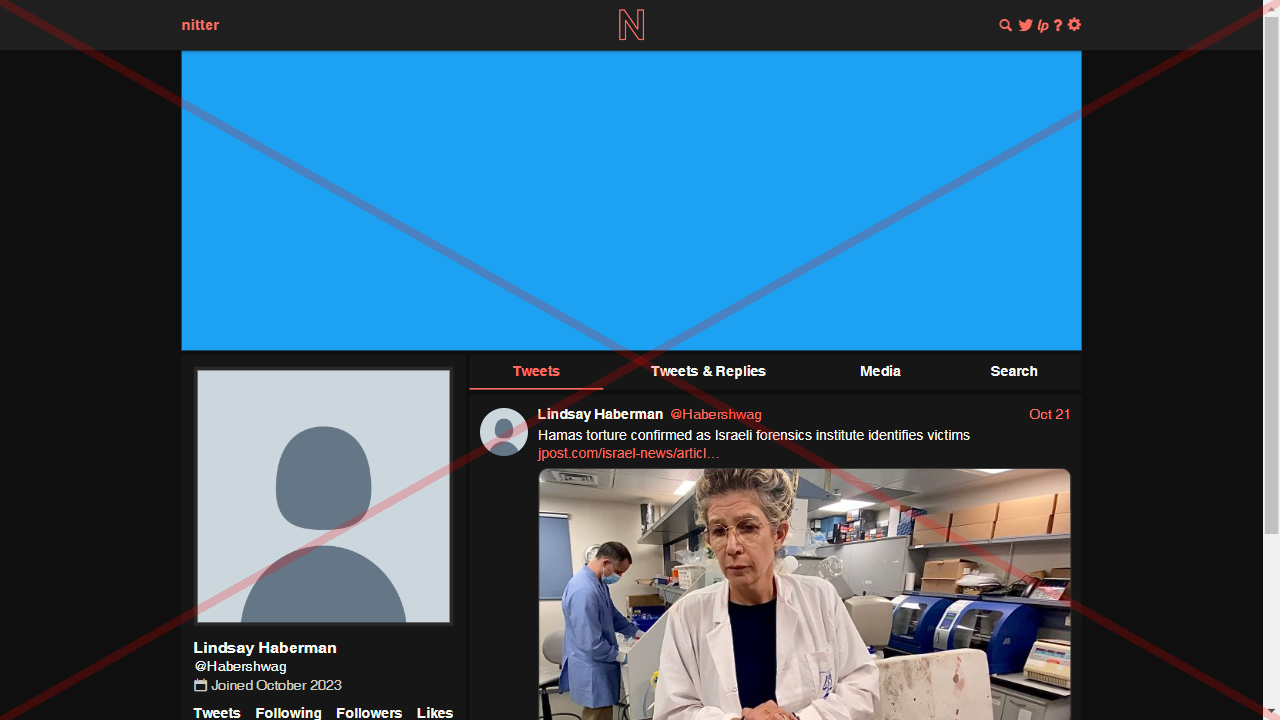 nitter
N
lp ?
Tweets
Tweets & Replies
Media
Search
Lindsay Haberman @Habershwag Oct 21
Hamas torture confirmed as Israeli forensics institute identifies victims
jpost.com/israel-news/articl…
Lindsay Haberman
@Habershwag
Joined October 2023
Tweets Following Followers Likes